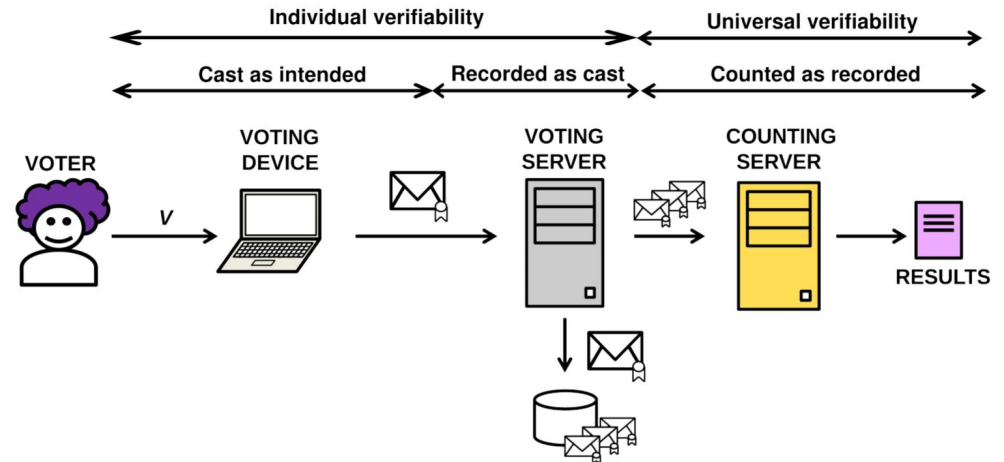 Individual verifiability
Universal verifiability
Cast as intended
Recorded as cast
Counted as recorded
VOTER
VOTING
DEVICE
VOTING
SERVER
COUNTING
SERVER
V
RESULTS